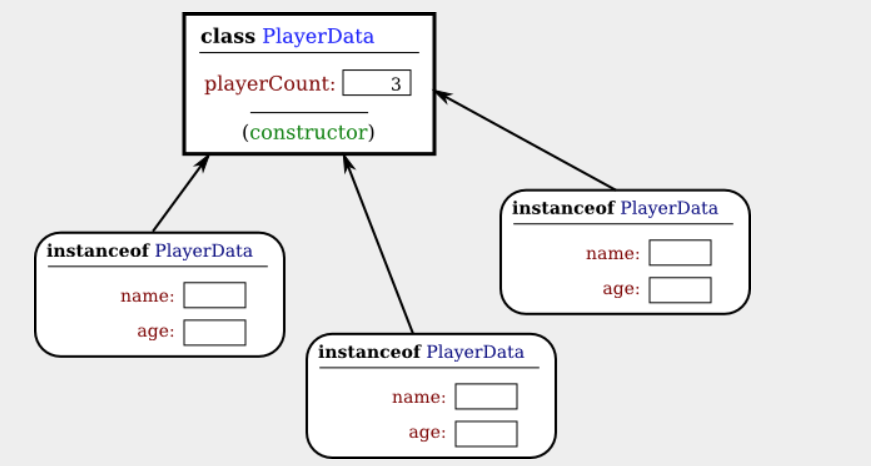 class PlayerData
playerCount: 3
(constructor)
instanceof PlayerData
name:
age:
instanceof PlayerData
name:
age:
instanceof PlayerData
name:
age: